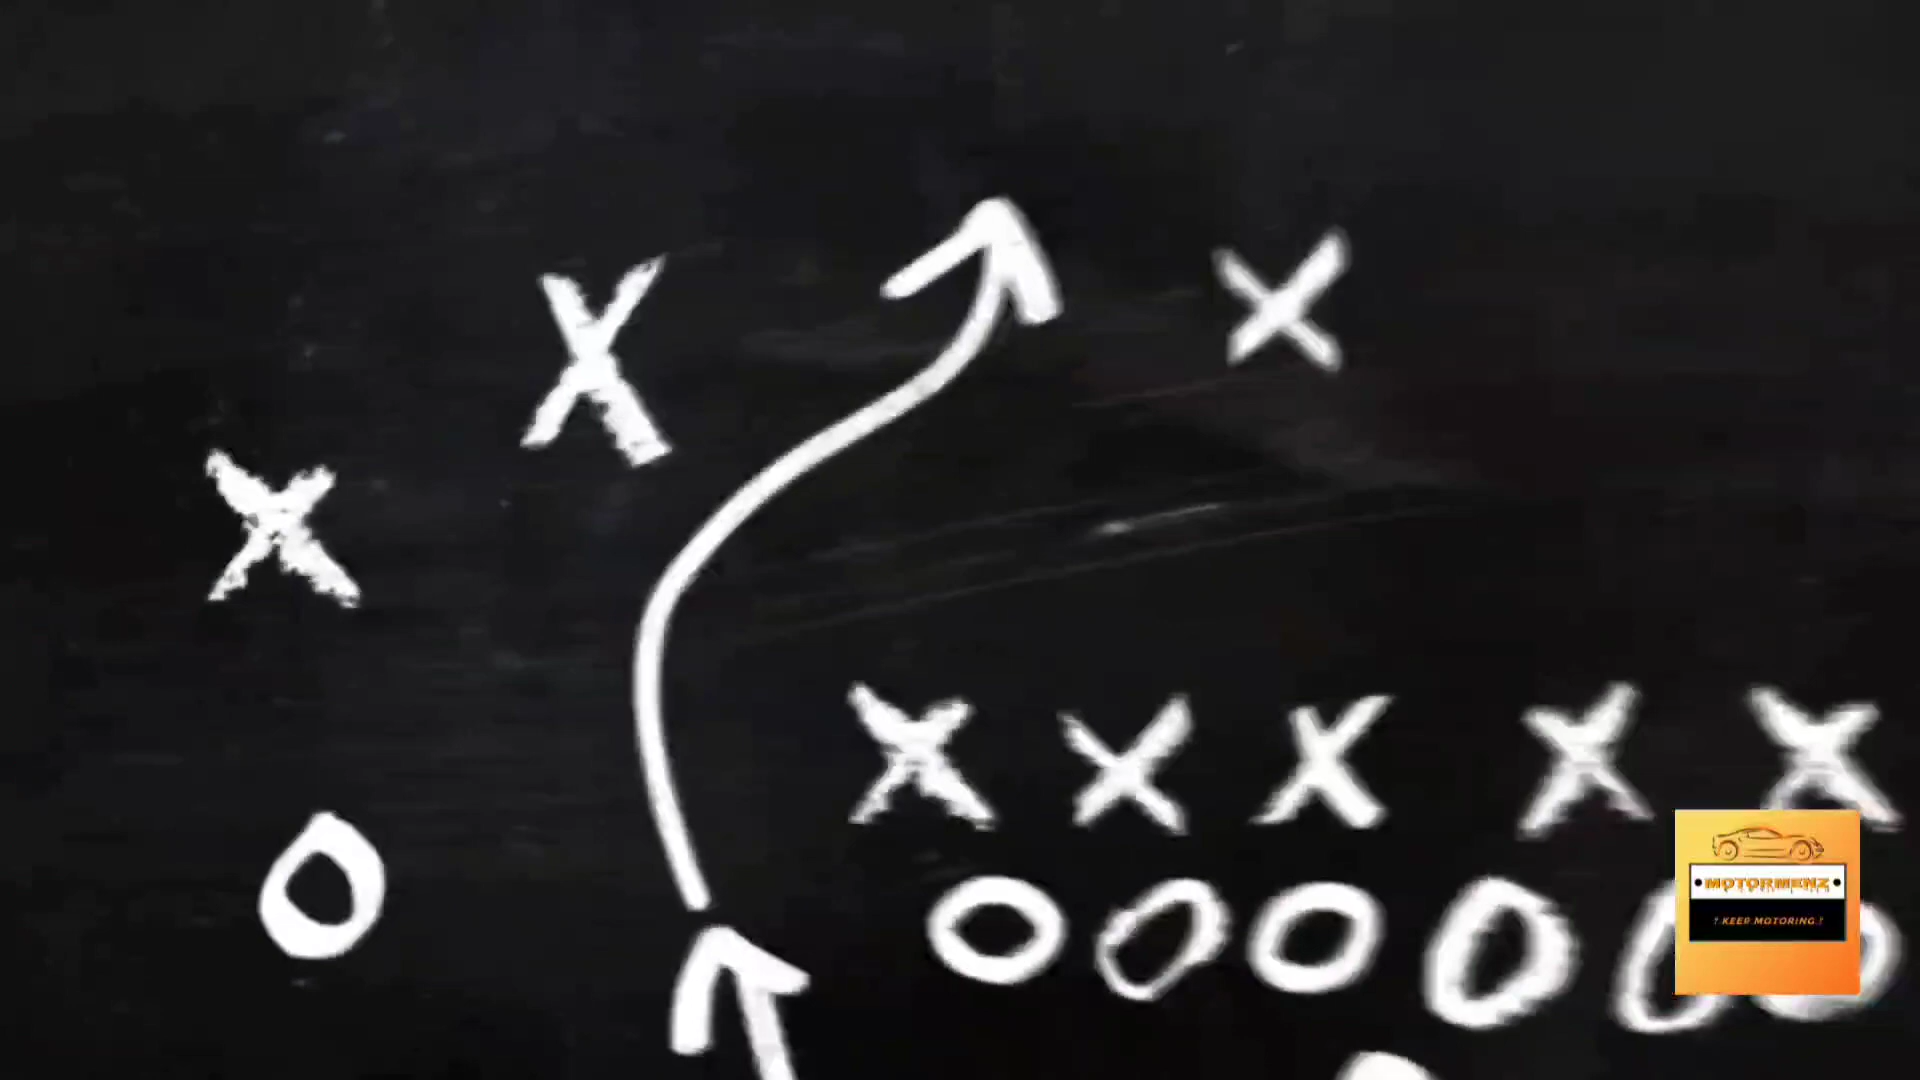 X
X X
X
X X X X X
O O O O O O O
MOTORMENZ
! KEEP MOTORING !